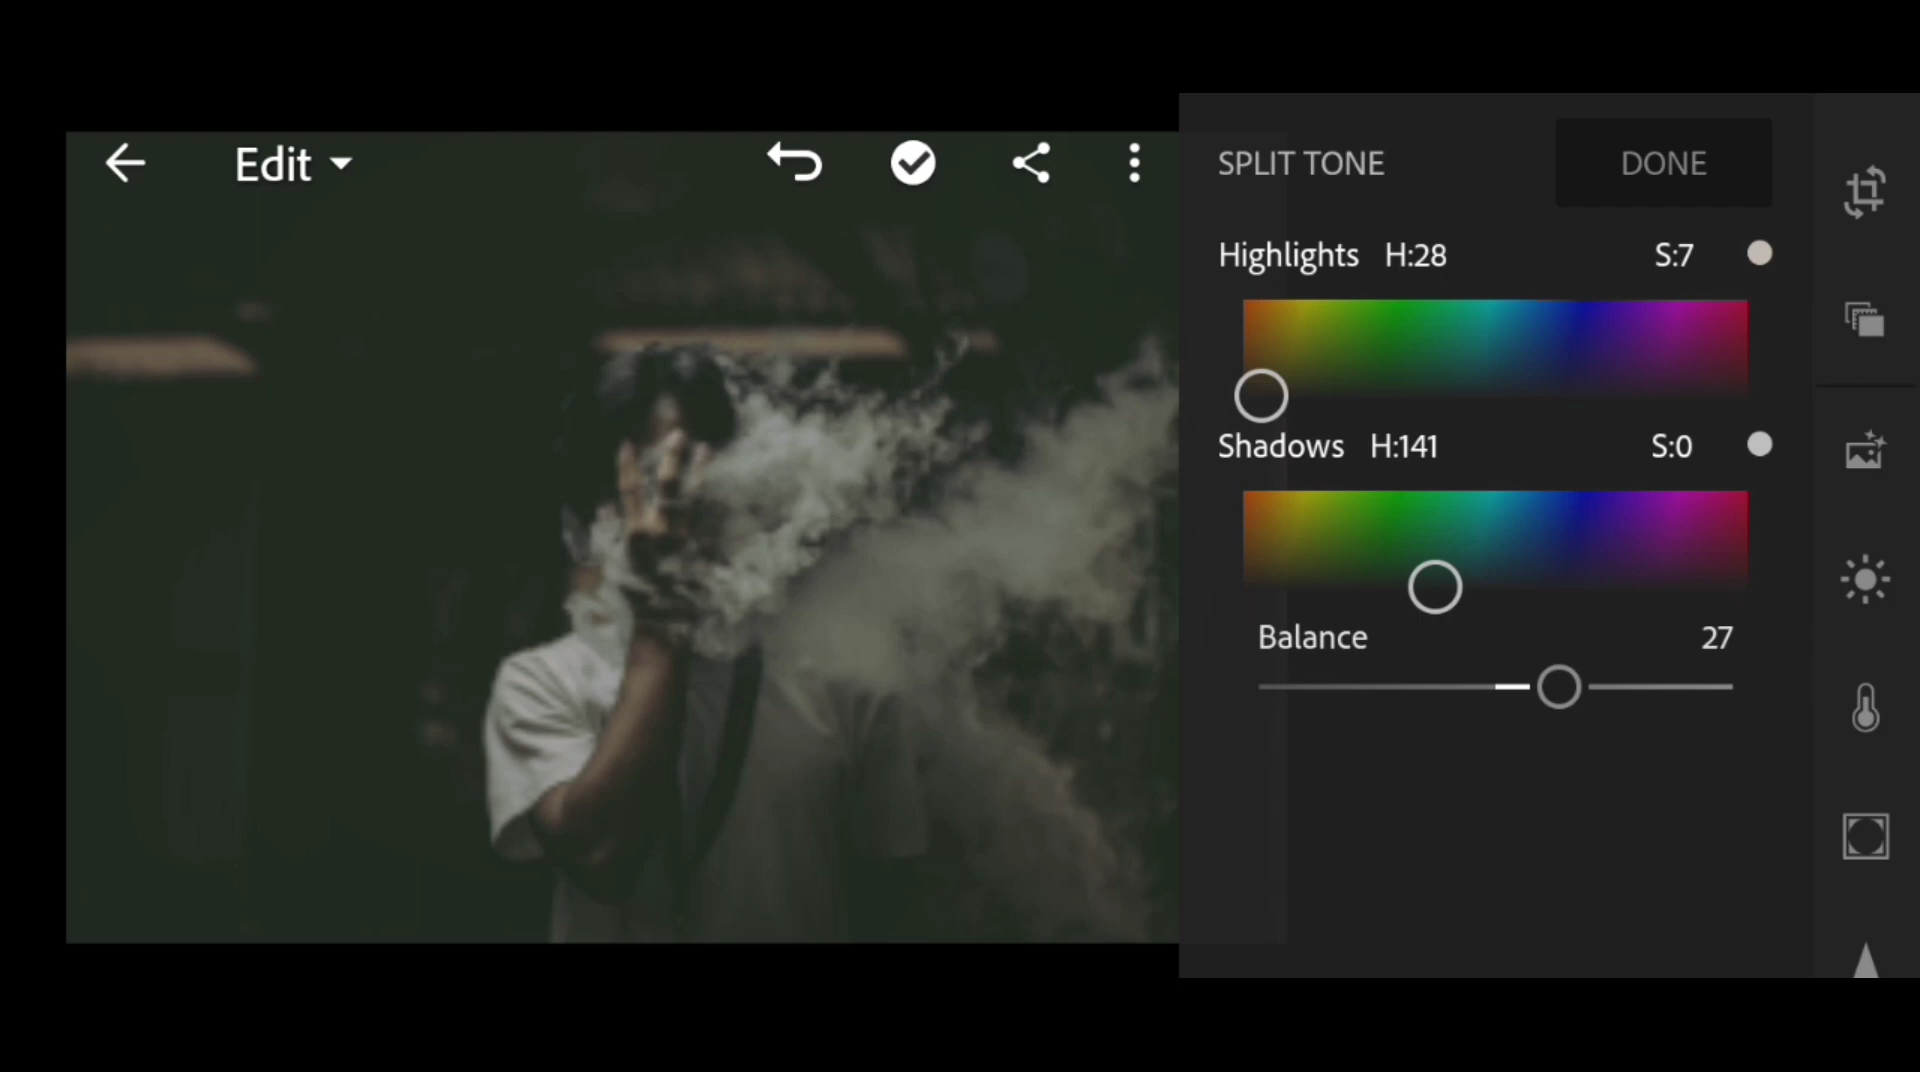 Edit
SPLIT TONE
DONE
Highlights H:28 S:7
Shadows H:141 S:0
Balance 27